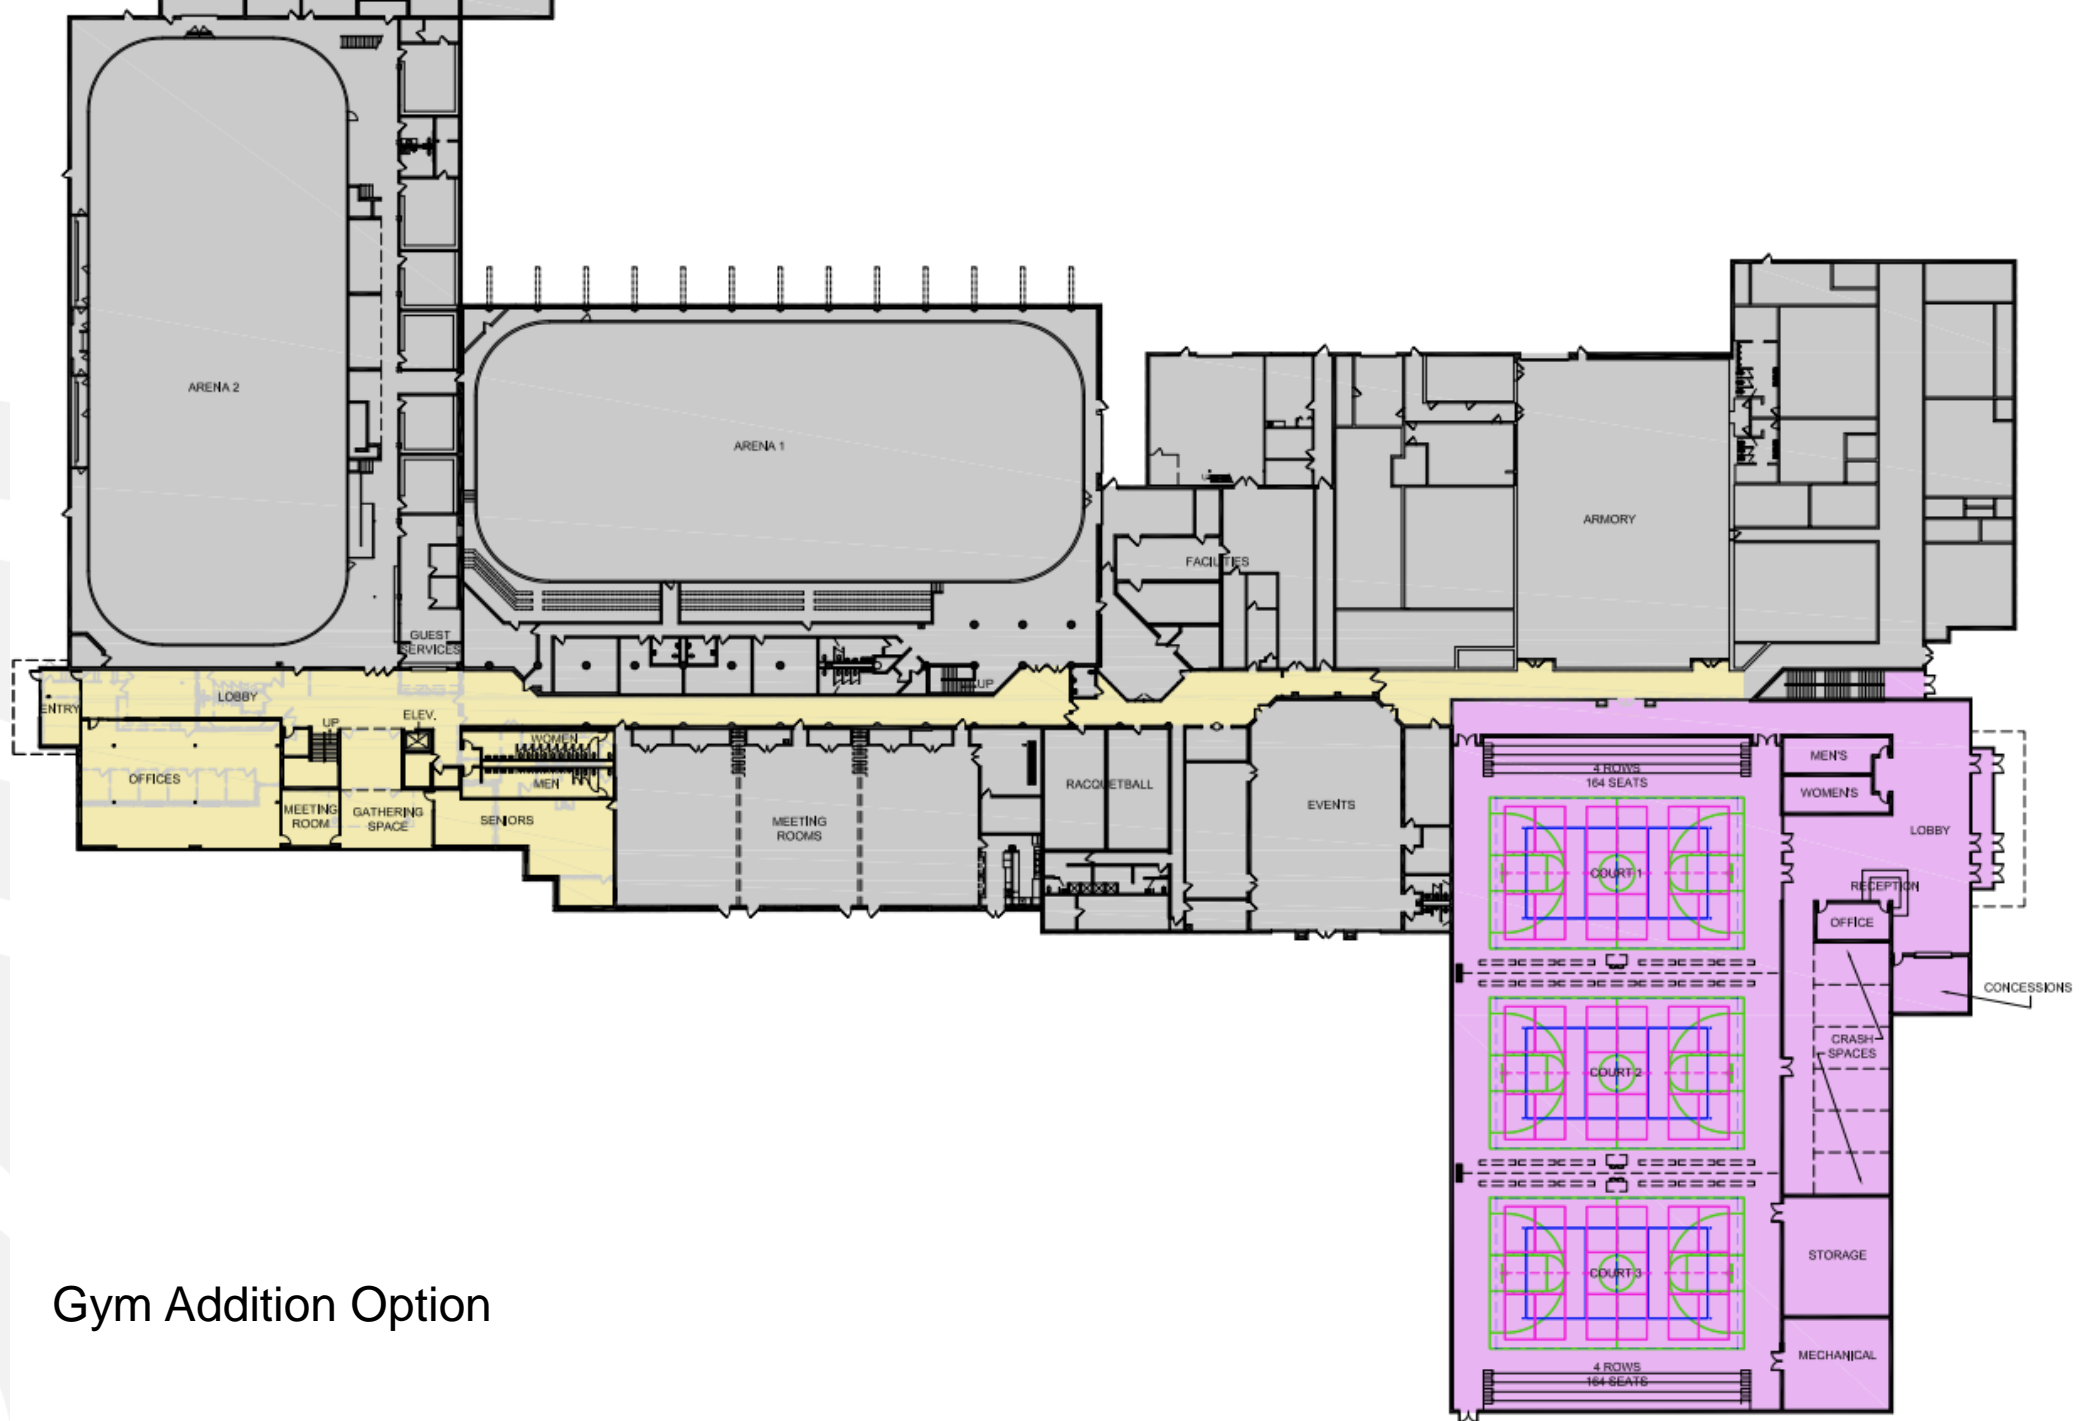 ARENA 2
ARENA 1
ARMORY
FACILITIES
GUEST
SERVICES
LOBBY
UP
ENTRY
ELEV.
UP
WOMEN
OFFICES
MEN
MEETING
ROOM
GATHERING
SPACE
SENIORS
MEETING
ROOMS
RACQUETBALL
EVENTS
4 ROWS
164 SEATS
MEN'S
WOMEN'S
LOBBY
COURT 1
RECEPTION
OFFICE
CONCESSIONS
CRASH
SPACES
COURT 2
STORAGE
COURT 3
MECHANICAL
4 ROWS
164 SEATS
Gym Addition Option